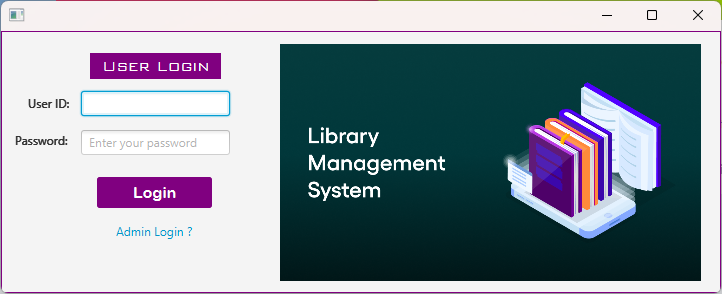 User Login
User ID:
Password:
Enter your password
Login
Admin Login ?
Library
Management
System